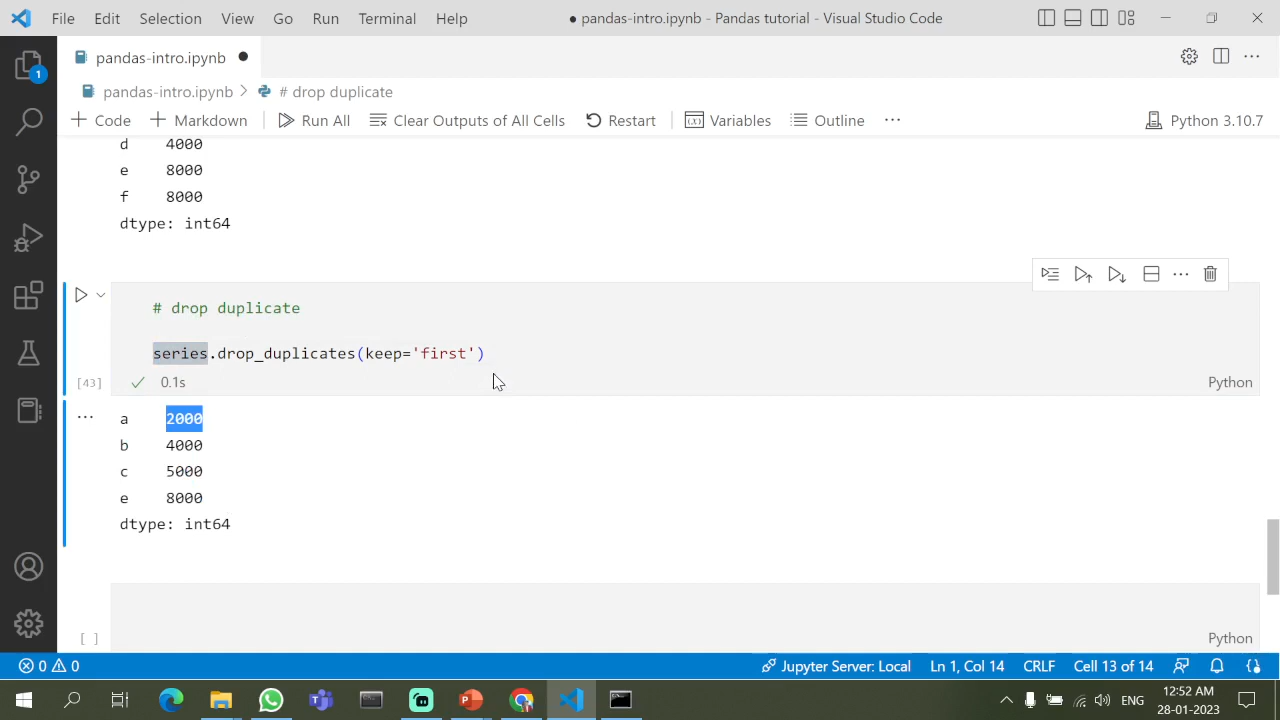 File Edit Selection View Go Run Terminal Help ● pandas-intro.ipynb - Pandas tutorial - Visual Studio Code
pandas-intro.ipynb ●
1
pandas-intro.ipynb > # drop duplicate
+ Code + Markdown Run All Clear Outputs of All Cells Restart (x) Variables Outline ··· Python 3.10.7
d 4000
e 8000
f 8000
dtype: int64
# drop duplicate
series.drop_duplicates(keep='first')
[43] ✓ 0.1s Python
··· a 2000
b 4000
c 5000
e 8000
dtype: int64
[ ] Python
0 0 Jupyter Server: Local Ln 1, Col 14 CRLF Cell 13 of 14
ENG 12:52 AM
28-01-2023